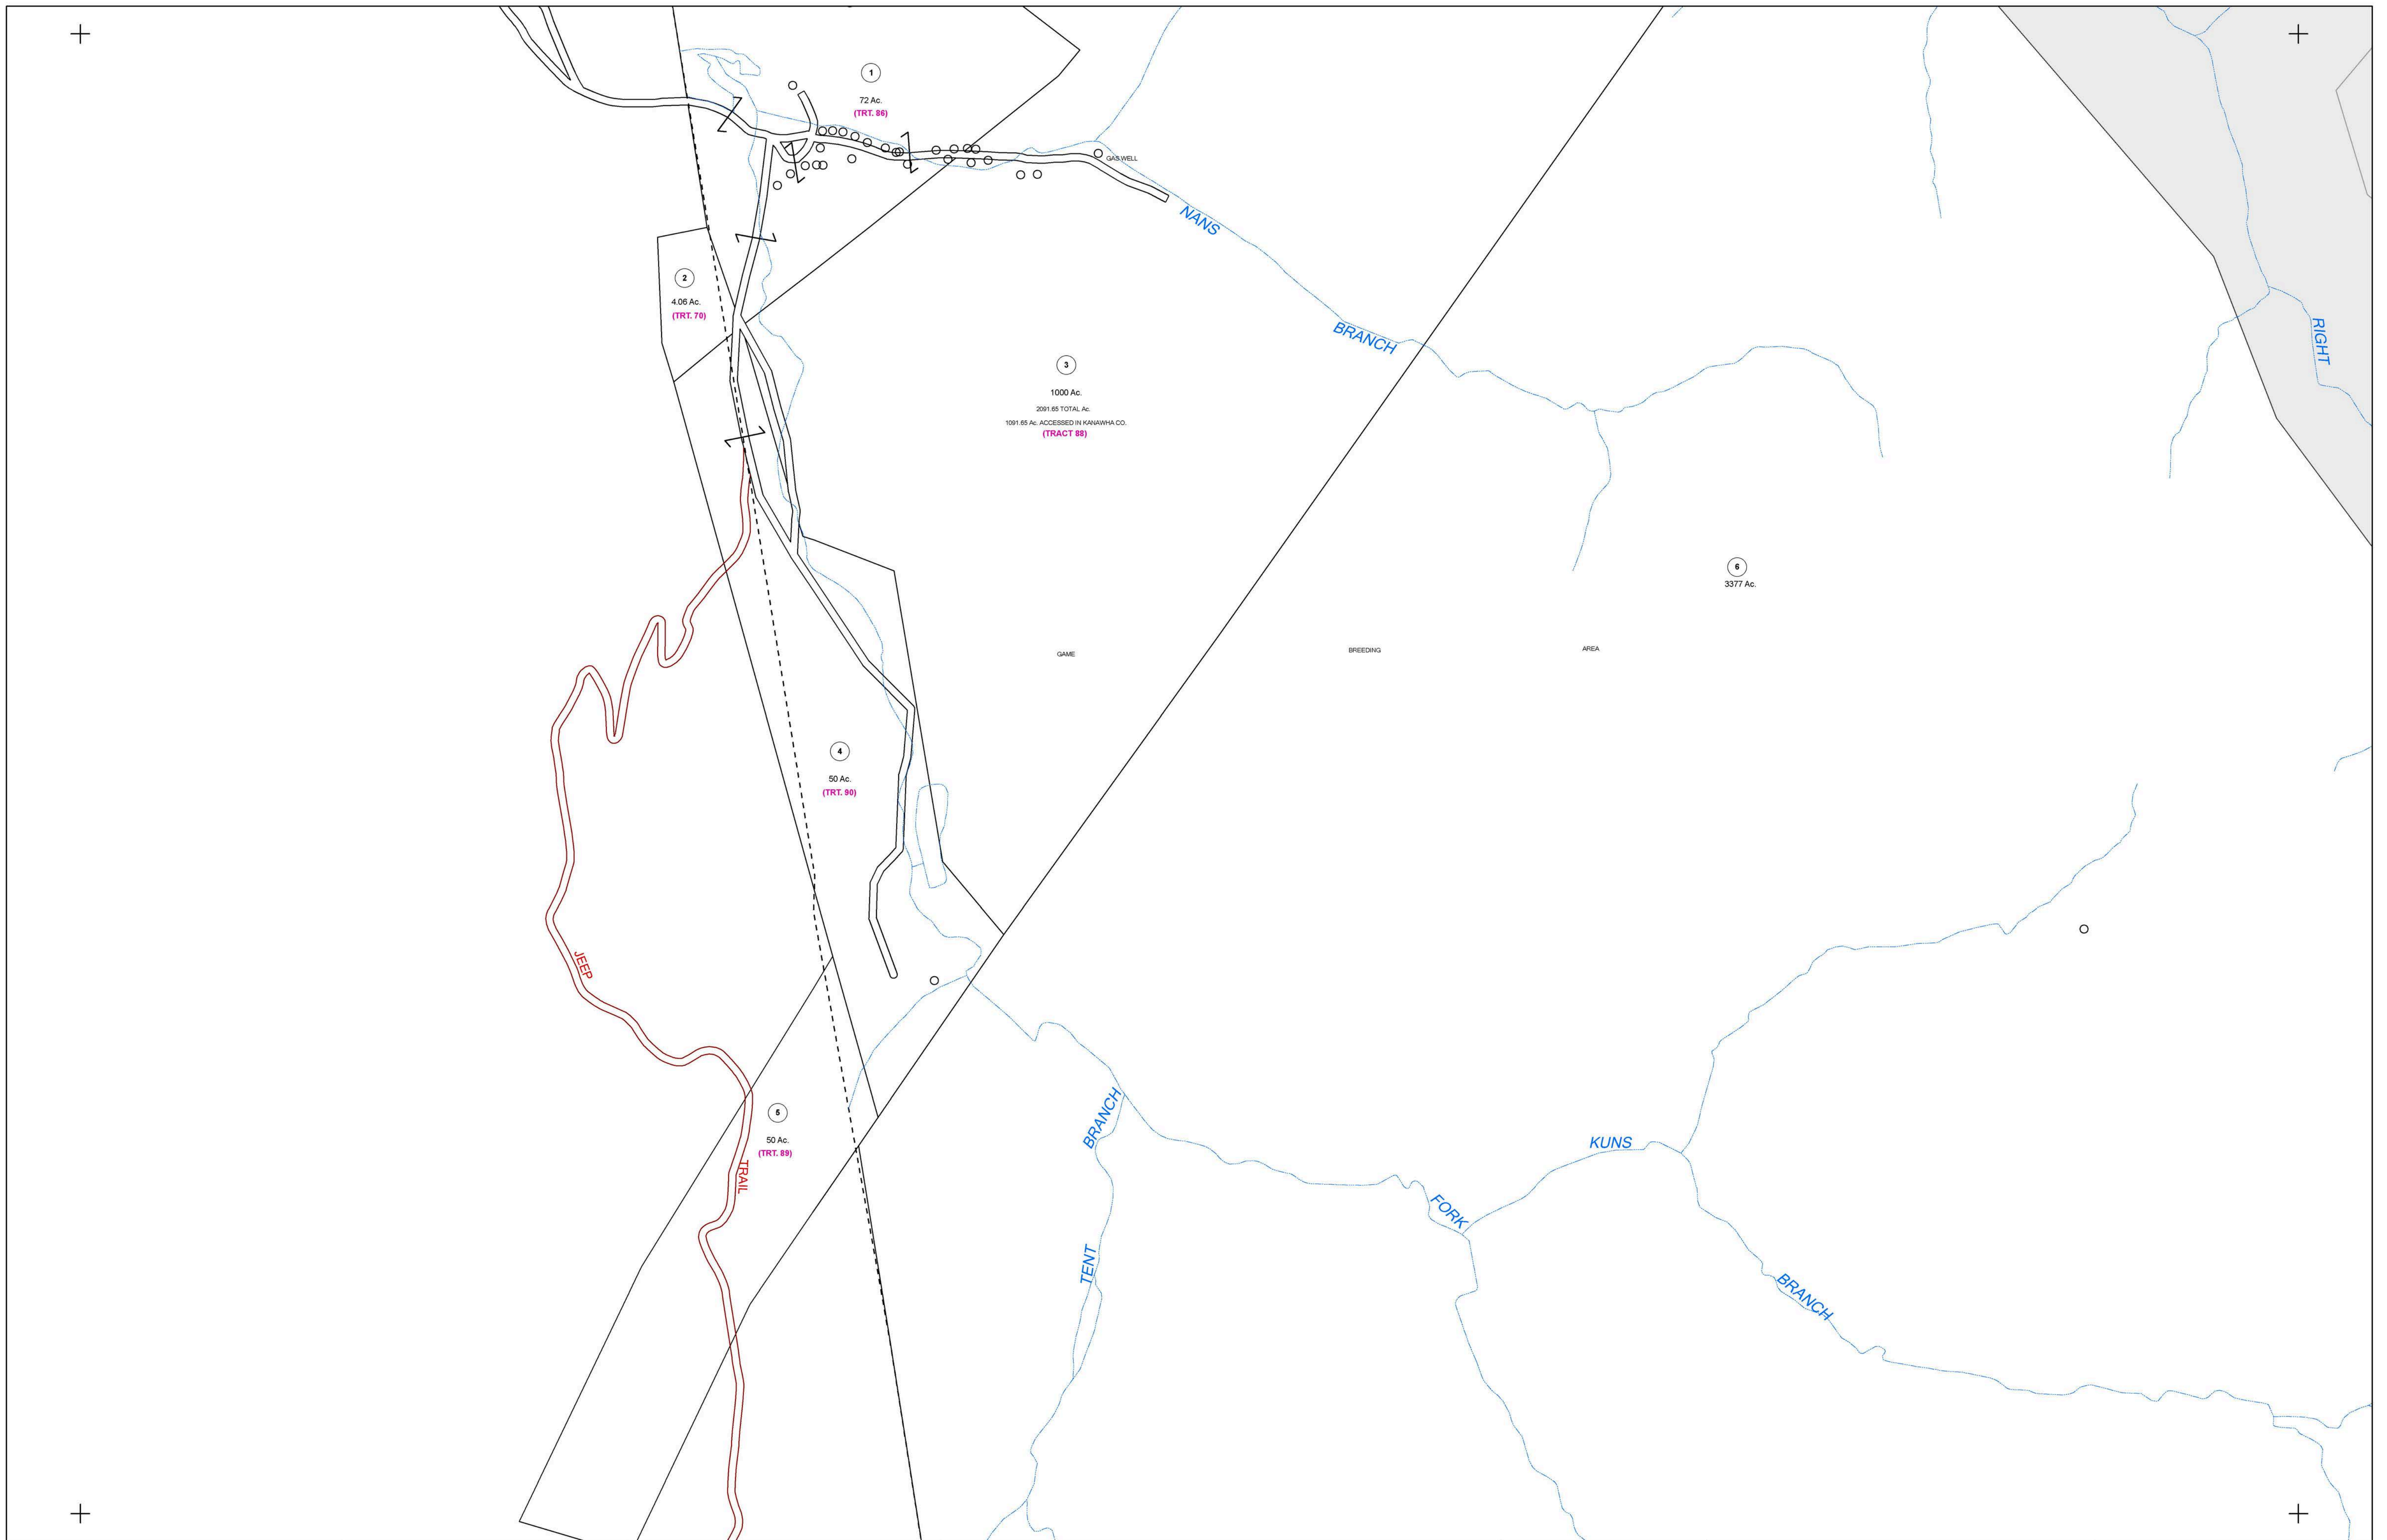 1
72 Ac.
(TRT. 86)
GAS WELL
NANS
BRANCH
2
4.06 Ac.
(TRT. 70)
RIGHT
3
1000 Ac.
2091.65 TOTAL Ac.
1091.65 Ac. ACCESSED IN KANAWHA CO.
(TRACT 88)
6
3377 Ac.
GAME
BREEDING
AREA
4
50 Ac.
(TRT. 90)
JEEP
TRAIL
5
50 Ac.
(TRT. 89)
BRANCH
TENT
FORK
KUNS
BRANCH